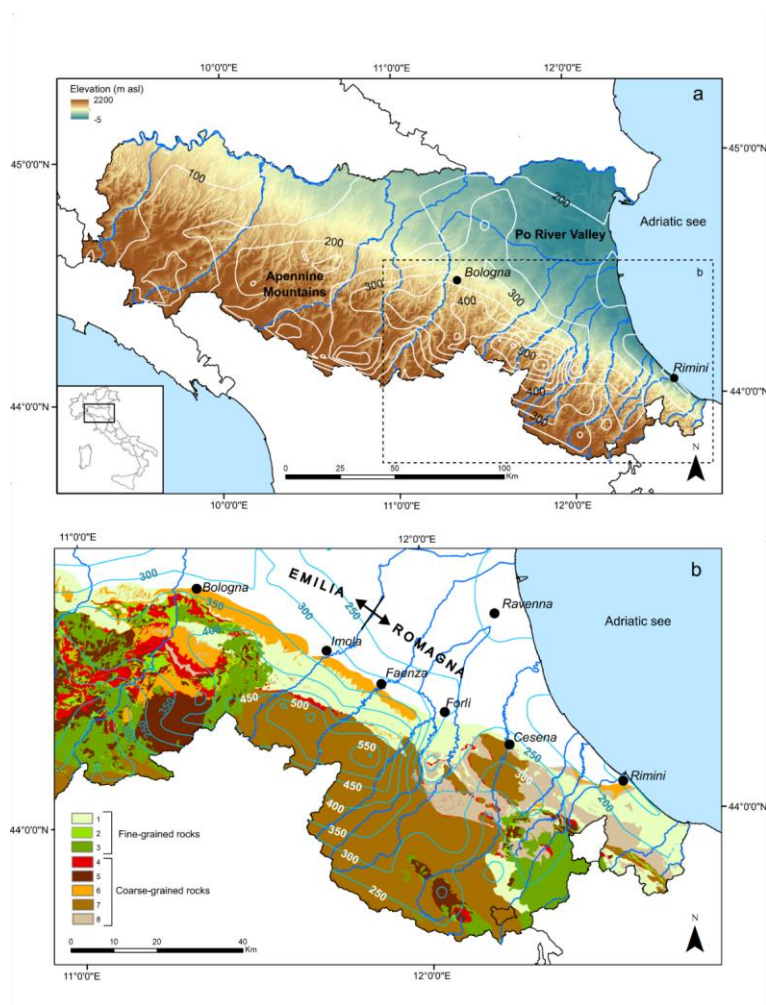 10°0'0"E
11°0'0"E
12°0'0"E
Elevation (m asl)
2200
-5
a
45°0'0"N
45°0'0"N
100
200
200
Adriatic see
Po River Valley
Apennine
Mountains
300
Bologna
400
300
b
500
400
300
Rimini
44°0'0"N
44°0'0"N
N
0
25
50
100
Km
10°0'0"E
11°0'0"E
12°0'0"E
11°0'0"E
12°0'0"E
b
300
Bologna
350
400
EMILIA
ROMAGNA
250
300
Ravenna
Adriatic see
Imola
Faenza
450
500
350
Forlì
550
Cesena
250
300
450
400
350
300
250
200
Rimini
44°0'0"N
44°0'0"N
1
2
3
Fine-grained rocks
4
5
6
7
8
Coarse-grained rocks
N
0
10
20
40
Km
11°0'0"E
12°0'0"E